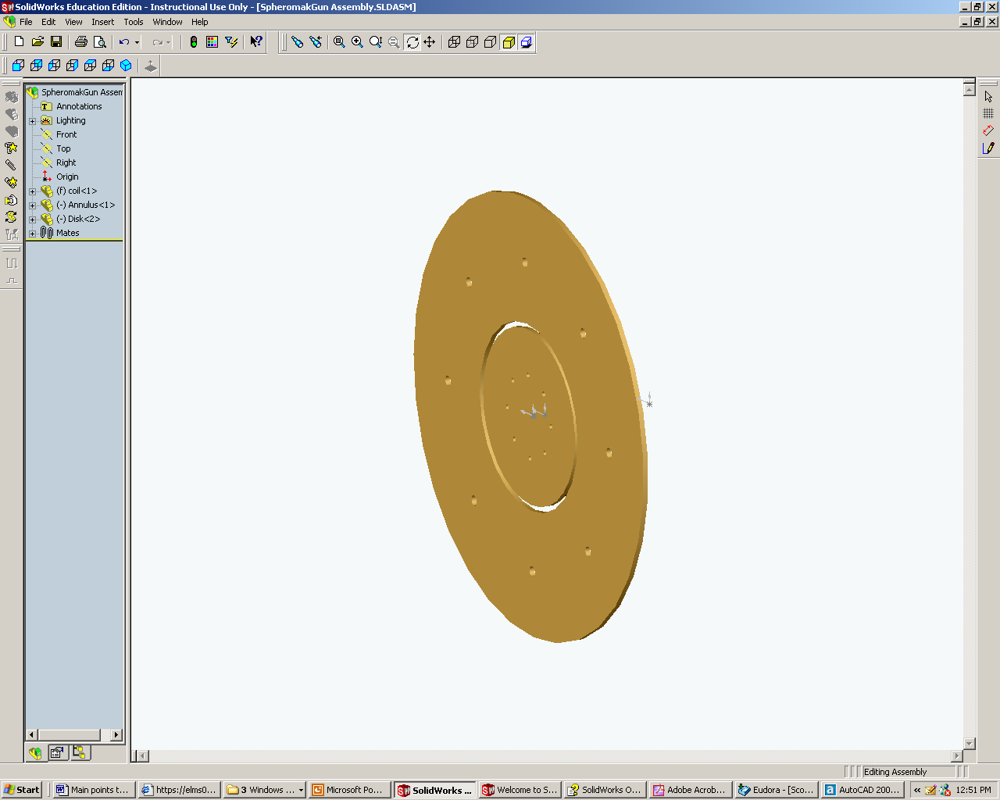 SolidWorks Education Edition - Instructional Use Only - [SpheromakGun Assembly.SLDASM]
File Edit View Insert Tools Window Help
SpheromakGun Assem
Annotations
Lighting
Front
Top
Right
Origin
(f) coil<1>
(-) Annulus<1>
(-) Disk<2>
Mates
Editing Assembly
Start Main points t... https://elms0... 3 Windows ... Microsoft Po... SolidWorks ... Welcome to S... SolidWorks O... Adobe Acrob... Eudora - [Sco... AutoCAD 200... « 12:51 PM